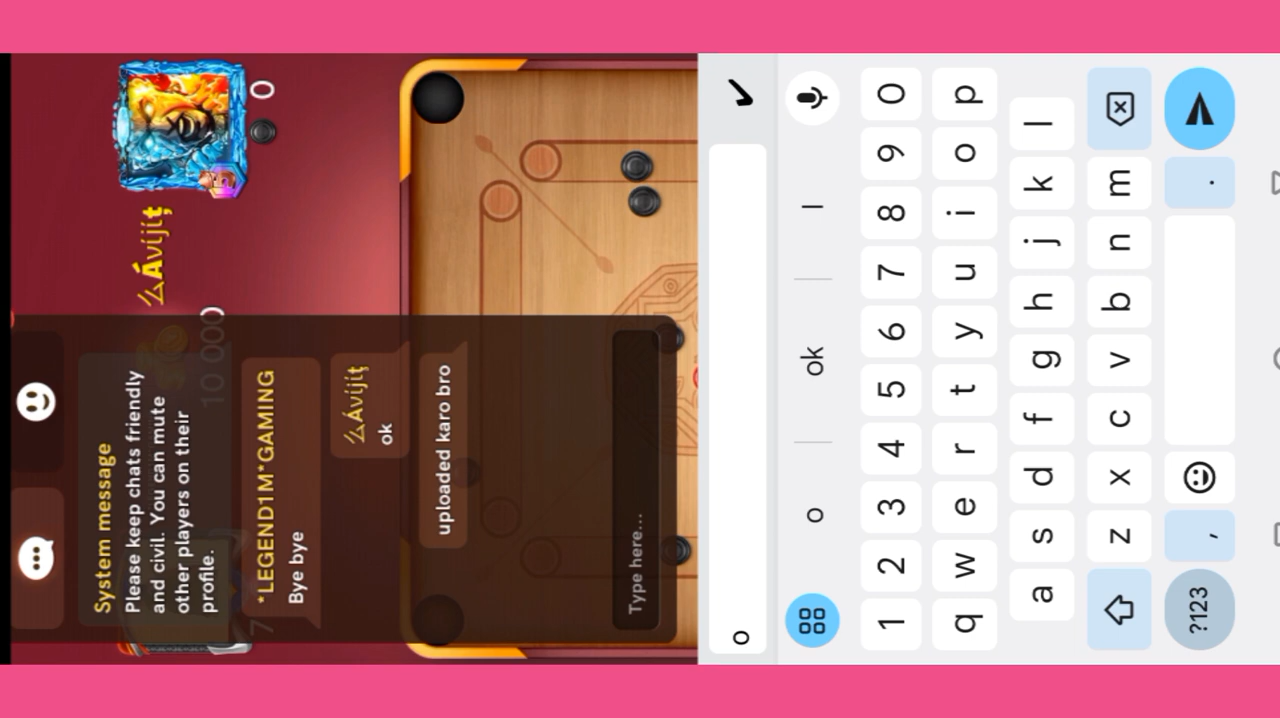 0
Ávíjíţ
10 000
System message
Please keep chats friendly
and civil. You can mute
other players on their
profile.
*LEGEND1M*GAMING
Bye bye
Ávíjíţ
ok
uploaded karo bro
Type here...
o
o
ok
l
1 2 3 4 5 6 7 8 9 0
q w e r t y u i o p
a s d f g h j k l
z x c v b n m
?123 , .